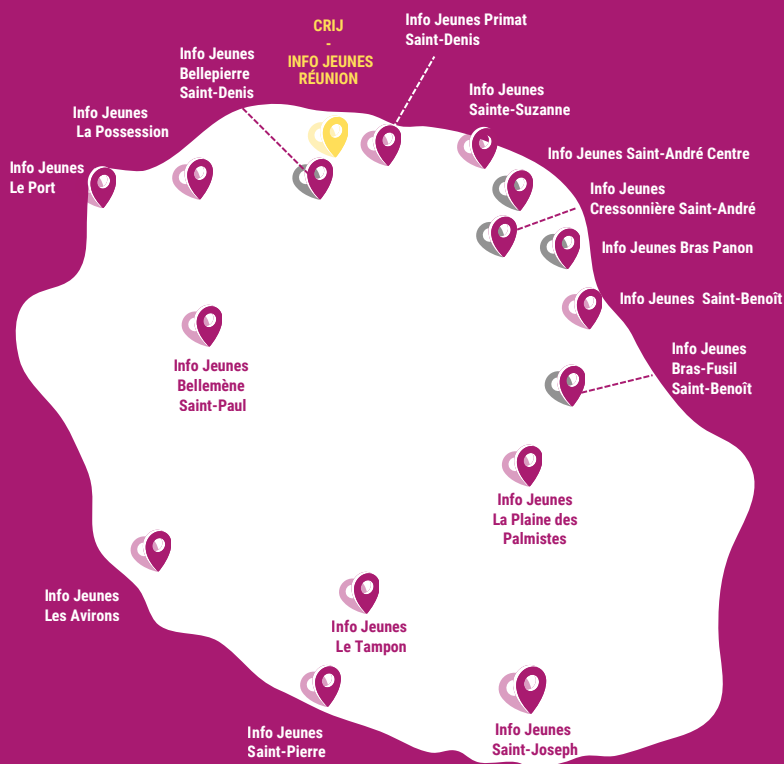 CRIJ
-
INFO JEUNES
RÉUNION
Info Jeunes Primat
Saint-Denis
Info Jeunes
Bellepierre
Saint-Denis
Info Jeunes
Sainte-Suzanne
Info Jeunes
La Possession
Info Jeunes Saint-André Centre
Info Jeunes
Le Port
Info Jeunes
Cressonnière Saint-André
Info Jeunes Bras Panon
Info Jeunes Saint-Benoît
Info Jeunes
Bras-Fusil
Saint-Benoît
Info Jeunes
Bellemène
Saint-Paul
Info Jeunes
La Plaine des
Palmistes
Info Jeunes
Les Avirons
Info Jeunes
Le Tampon
Info Jeunes
Saint-Pierre
Info Jeunes
Saint-Joseph